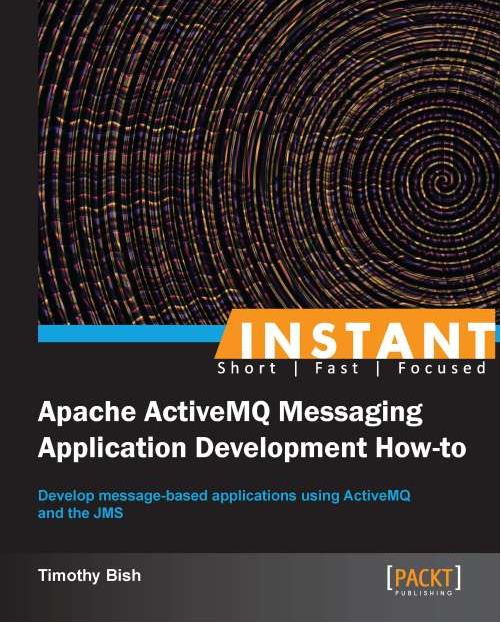 INSTANT
Short | Fast | Focused
Apache ActiveMQ Messaging
Application Development How-to
Develop message-based applications using ActiveMQ
and the JMS
Timothy Bish
[PACKT]
PUBLISHING